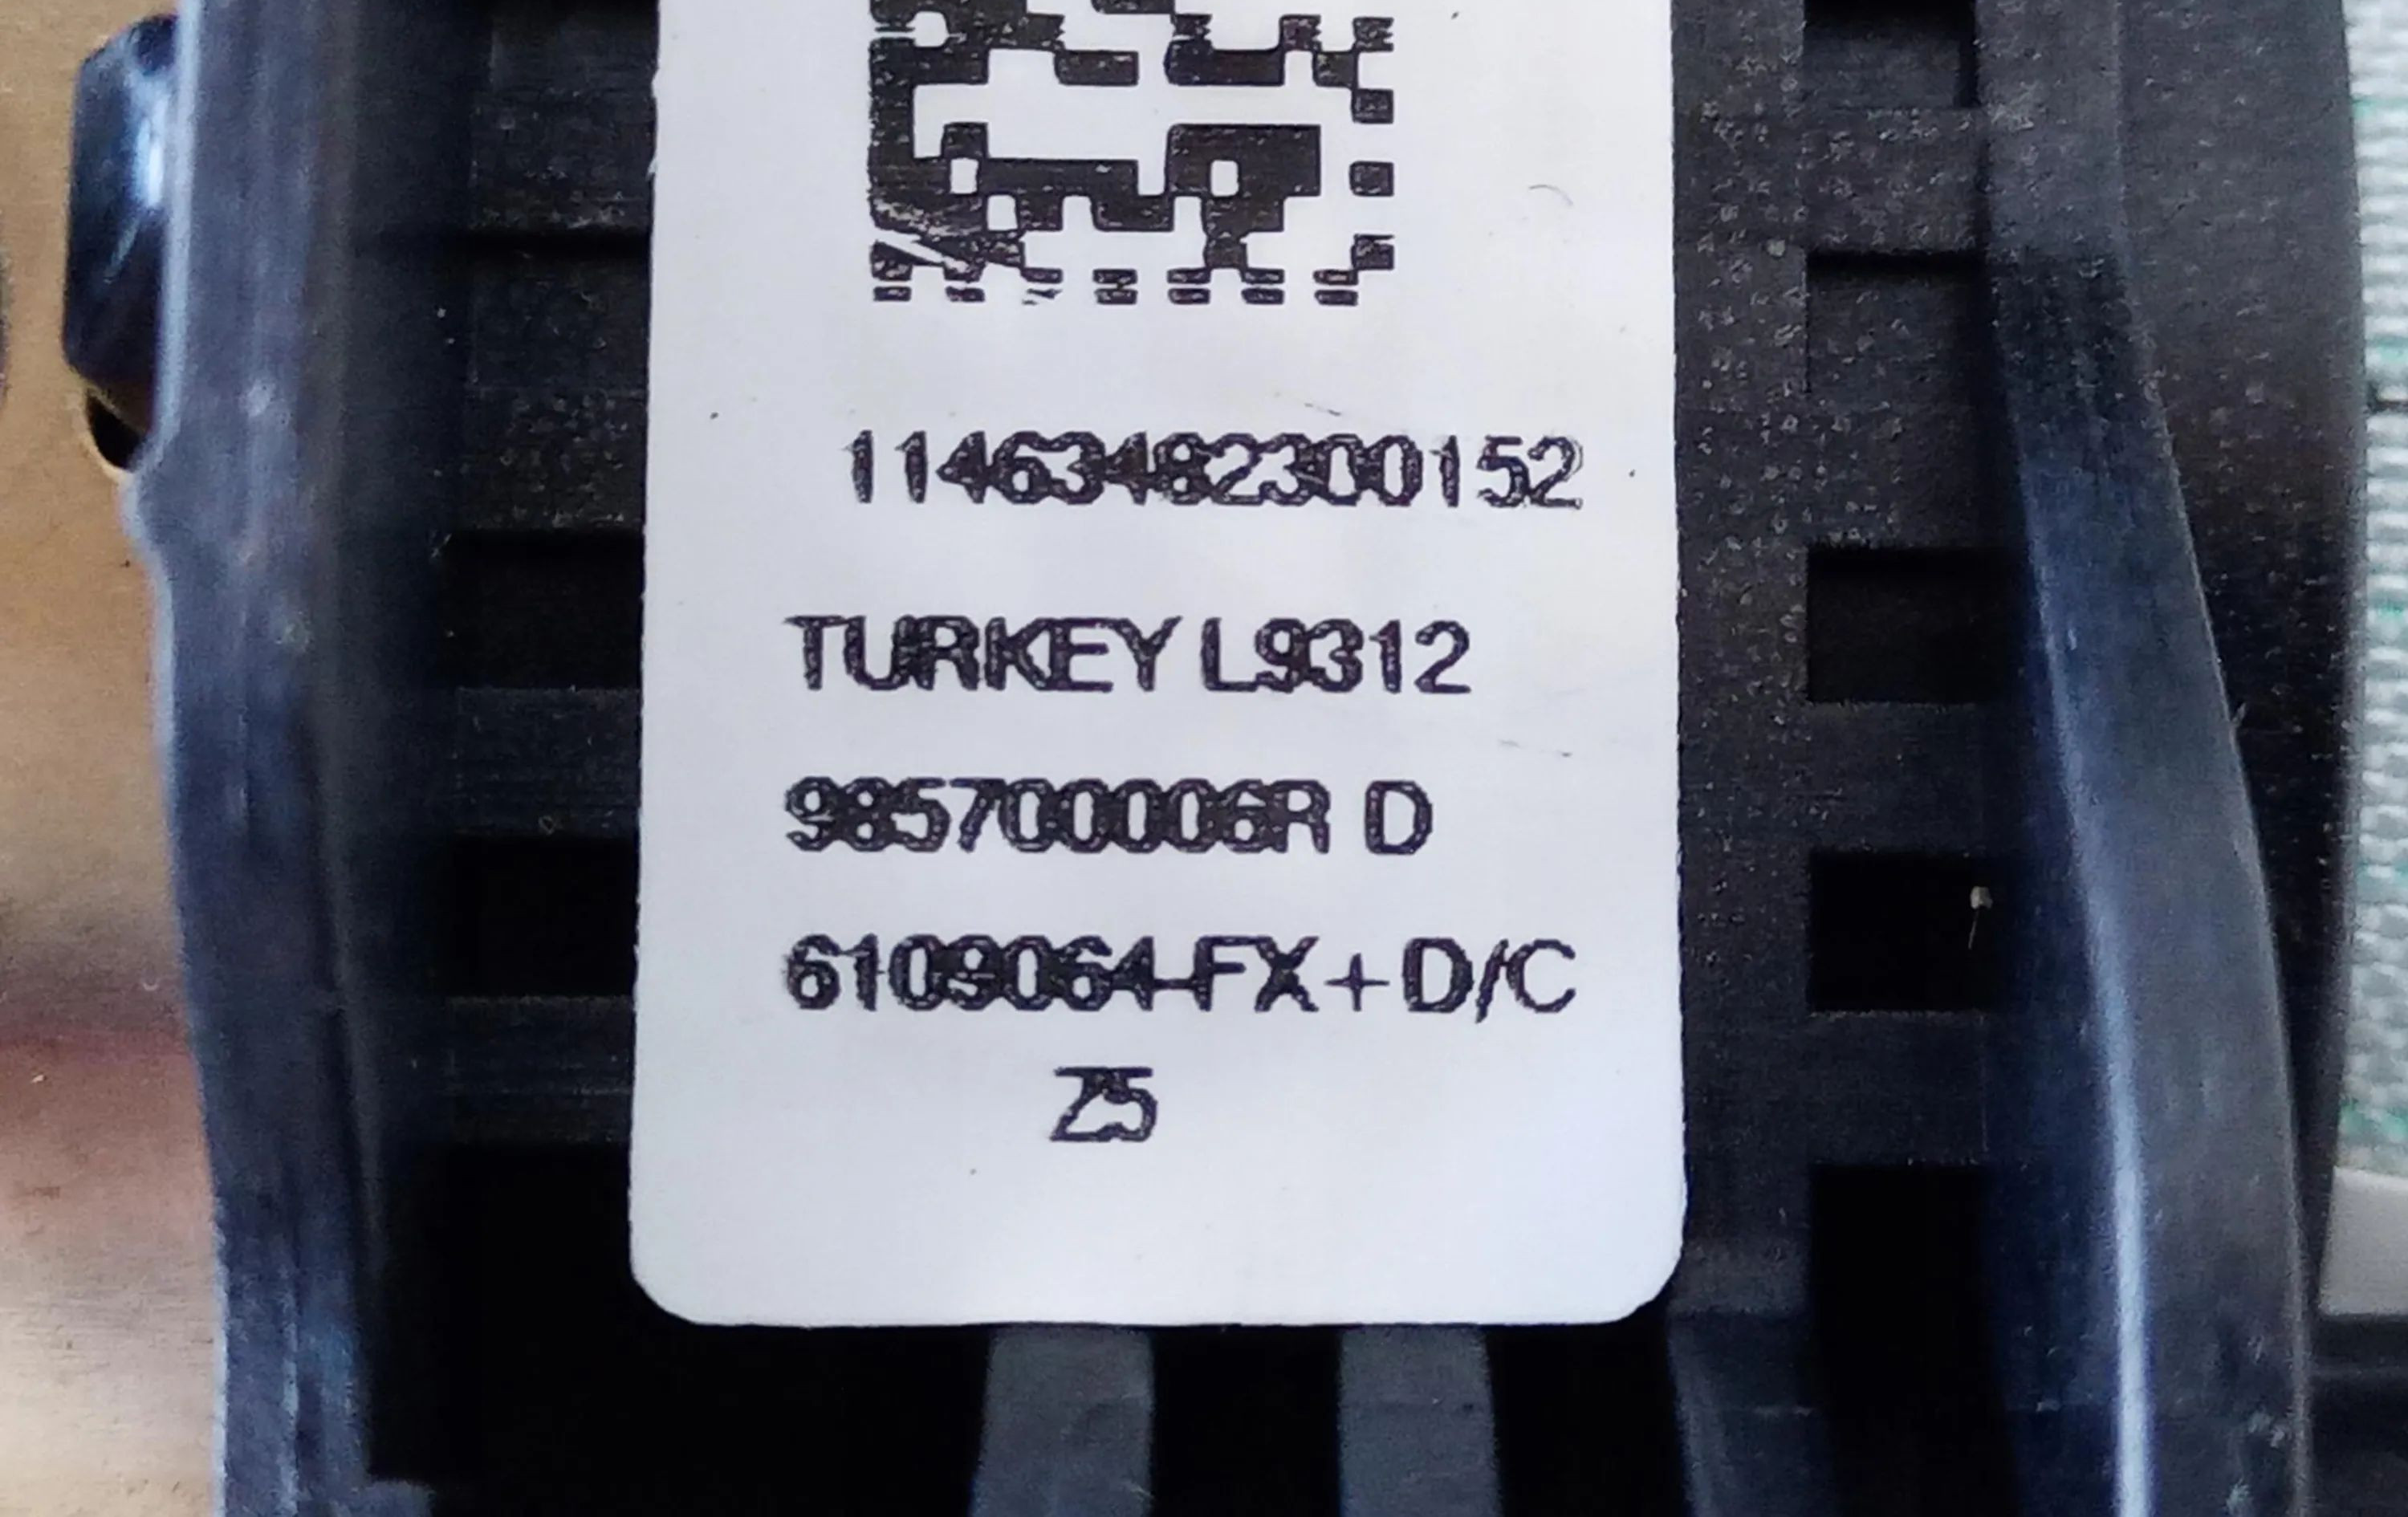 11463482300152
TURKEY L9312
985700006R D
6109064-FX+D/C
Z5